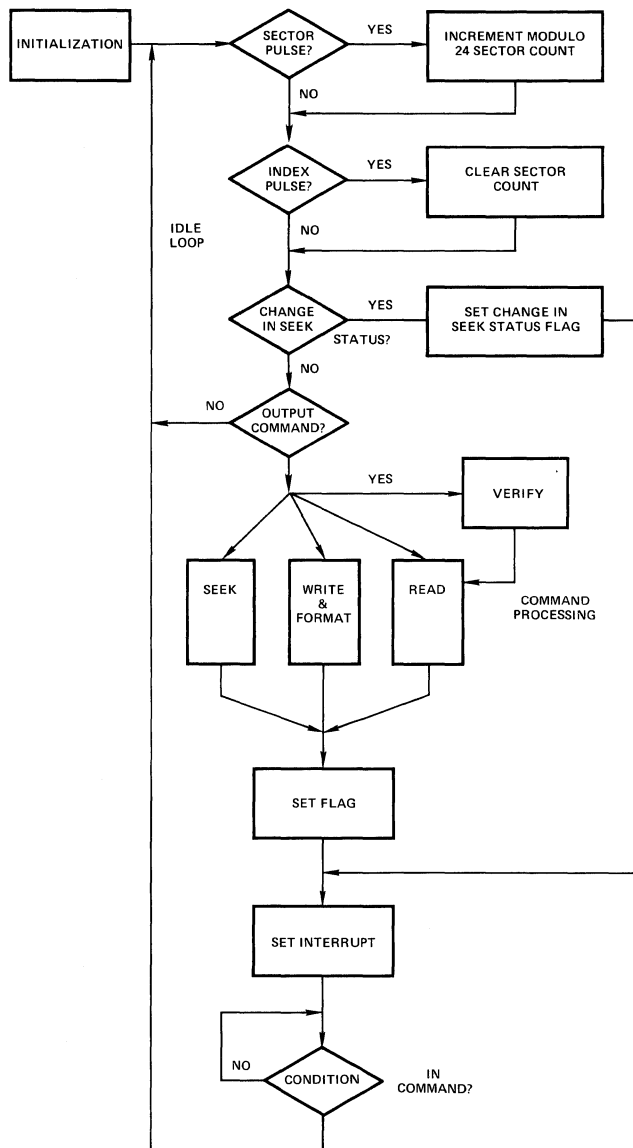 INITIALIZATION
SECTOR
PULSE?
YES
INCREMENT MODULO
24 SECTOR COUNT
NO
INDEX
PULSE?
YES
CLEAR SECTOR
COUNT
NO
IDLE
LOOP
CHANGE
IN SEEK
STATUS?
YES
SET CHANGE IN
SEEK STATUS FLAG
NO
NO
OUTPUT
COMMAND?
YES
VERIFY
SEEK
WRITE
&
FORMAT
READ
COMMAND
PROCESSING
SET FLAG
SET INTERRUPT
NO
CONDITION
IN
COMMAND?